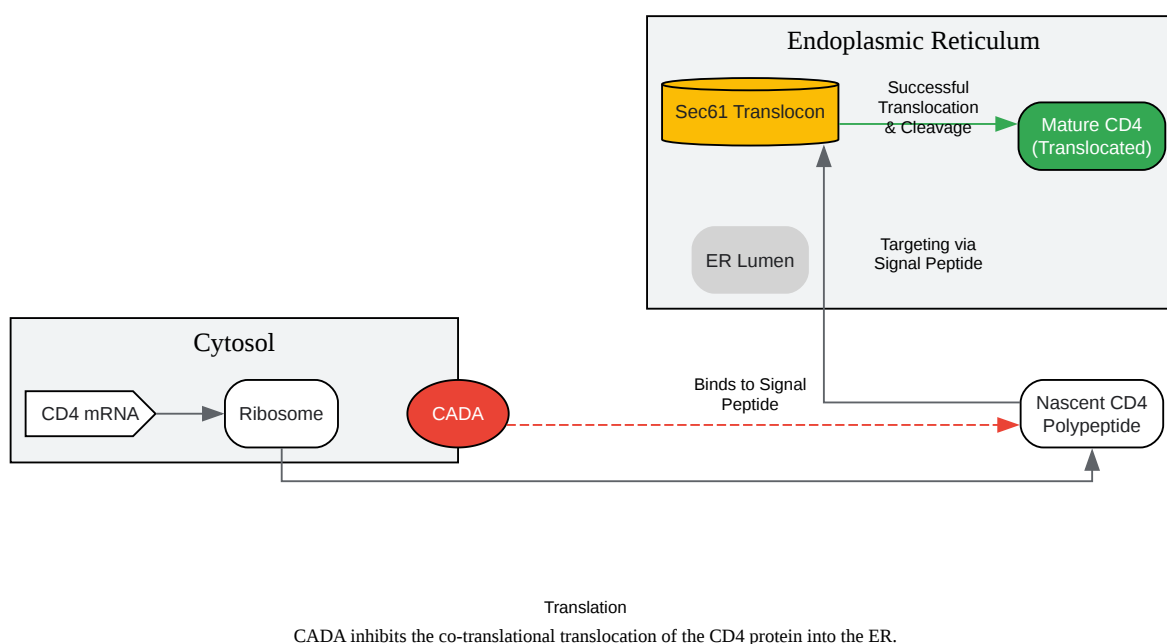 Endoplasmic Reticulum
Sec61 Translocon
Successful
Translocation
& Cleavage
Mature CD4
(Translocated)
ER Lumen
Targeting via
Signal Peptide
Cytosol
CD4 mRNA
Ribosome
CADA
Binds to Signal
Peptide
Nascent CD4
Polypeptide
Translation
CADA inhibits the co-translational translocation of the CD4 protein into the ER.